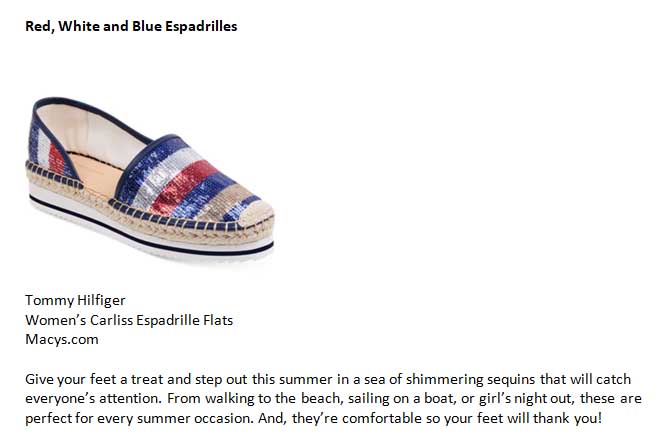 Red, White and Blue Espadrilles
Tommy Hilfiger
Women’s Carliss Espadrille Flats
Macys.com
Give your feet a treat and step out this summer in a sea of shimmering sequins that will catch
everyone’s attention. From walking to the beach, sailing on a boat, or girl’s night out, these are
perfect for every summer occasion. And, they’re comfortable so your feet will thank you!